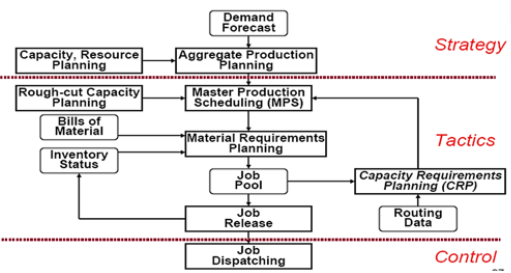 Demand
Forecast
Strategy
Capacity, Resource
Planning
Aggregate Production
Planning
Rough-cut Capacity
Planning
Master Production
Scheduling (MPS)
Bills of
Material
Material Requirements
Planning
Tactics
Inventory
Status
Job
Pool
Capacity Requirements
Planning (CRP)
Job
Release
Routing
Data
Job
Dispatching
Control